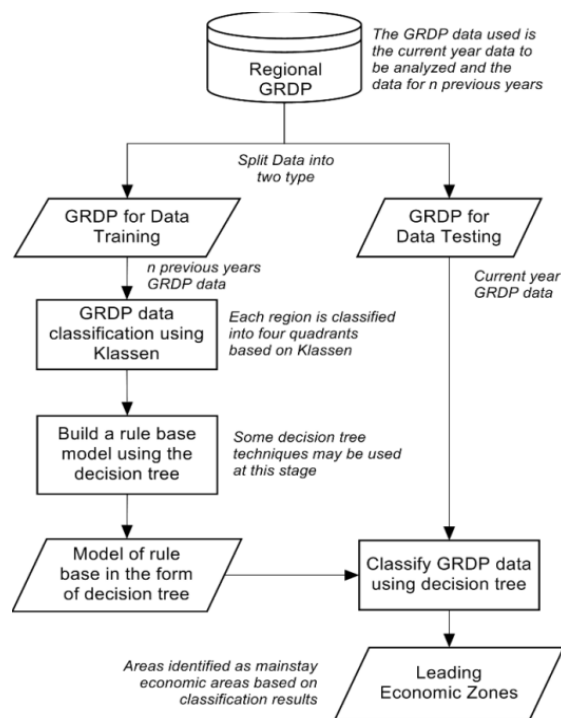 Regional
GRDP
The GRDP data used is
the current year data to
be analyzed and the
data for n previous years
Split Data into
two type
GRDP for Data
Training
GRDP for
Data Testing
n previous years
GRDP data
Current year
GRDP data
GRDP data
classification using
Klassen
Each region is classified
into four quadrants
based on Klassen
Build a rule base
model using the
decision tree
Some decision tree
techniques may be used
at this stage
Model of rule
base in the form
of decision tree
Classify GRDP data
using decision tree
Areas identified as mainstay
economic areas based on
classification results
Leading
Economic Zones